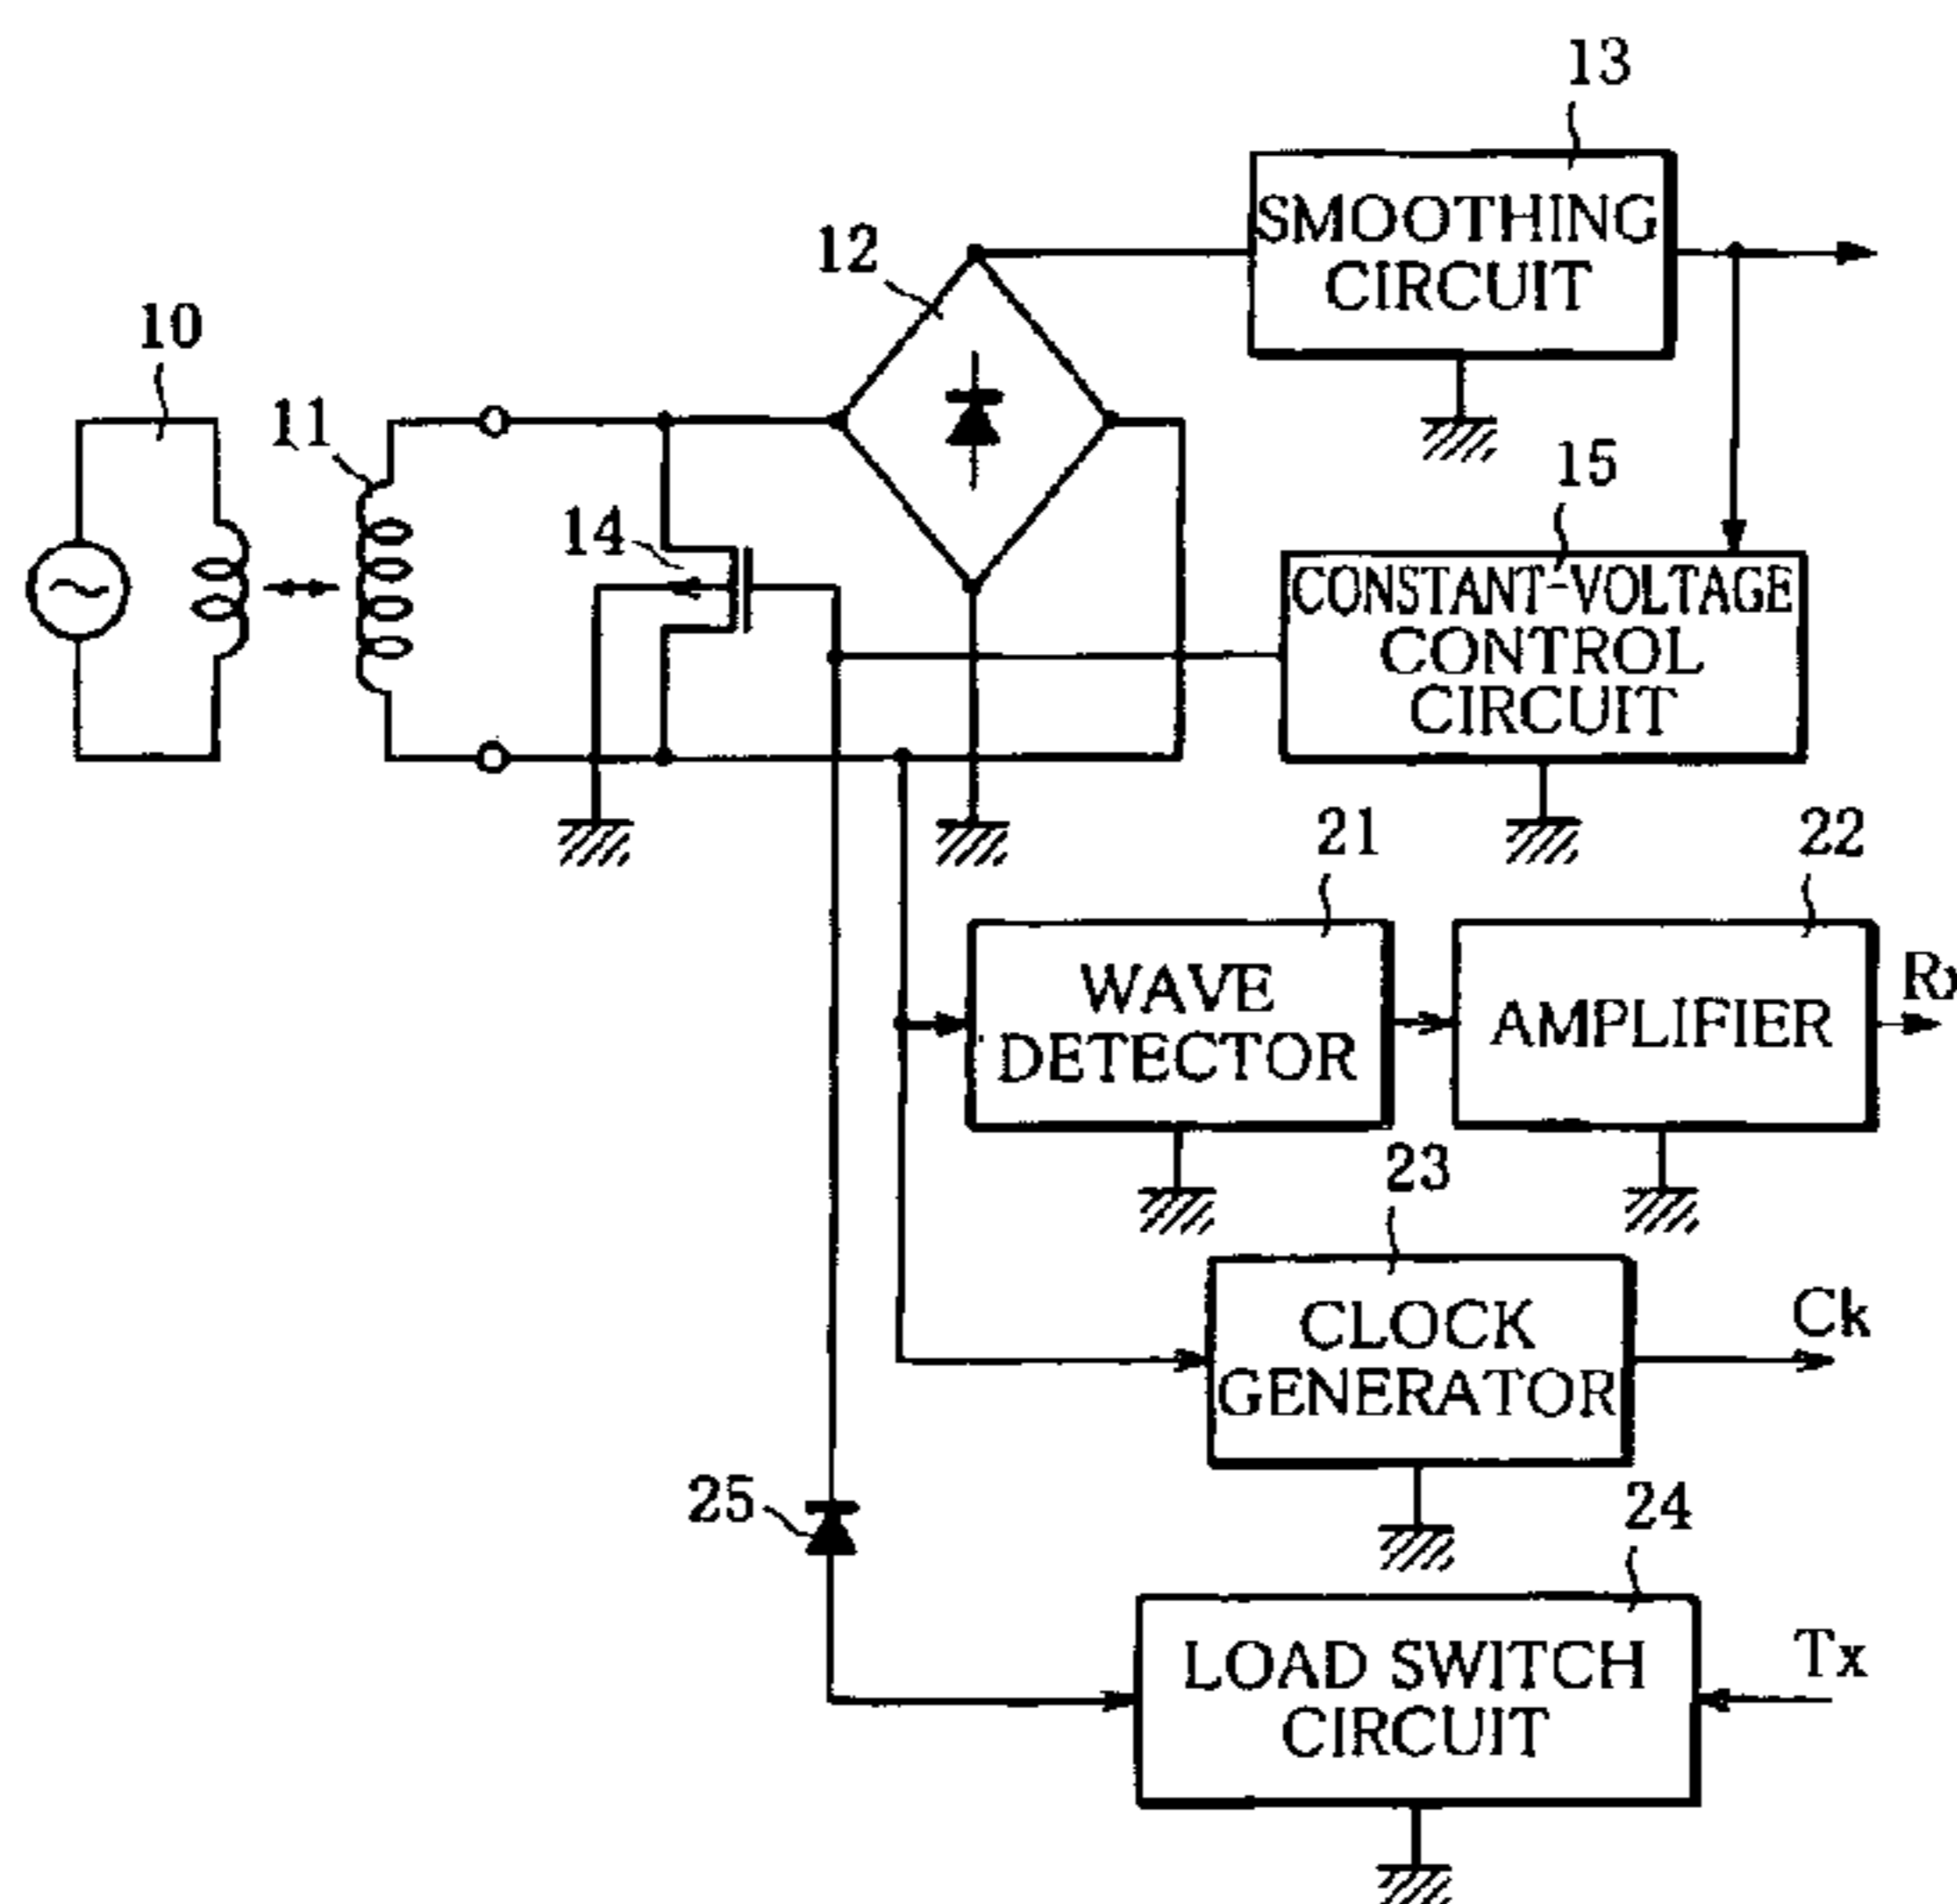 13
SMOOTHING
CIRCUIT
12
10
11
14
15
CONSTANT-VOLTAGE
CONTROL
CIRCUIT
21
WAVE
DETECTOR
22
AMPLIFIER
23
CLOCK
GENERATOR
Ck
25
24
LOAD SWITCH
CIRCUIT
Tx